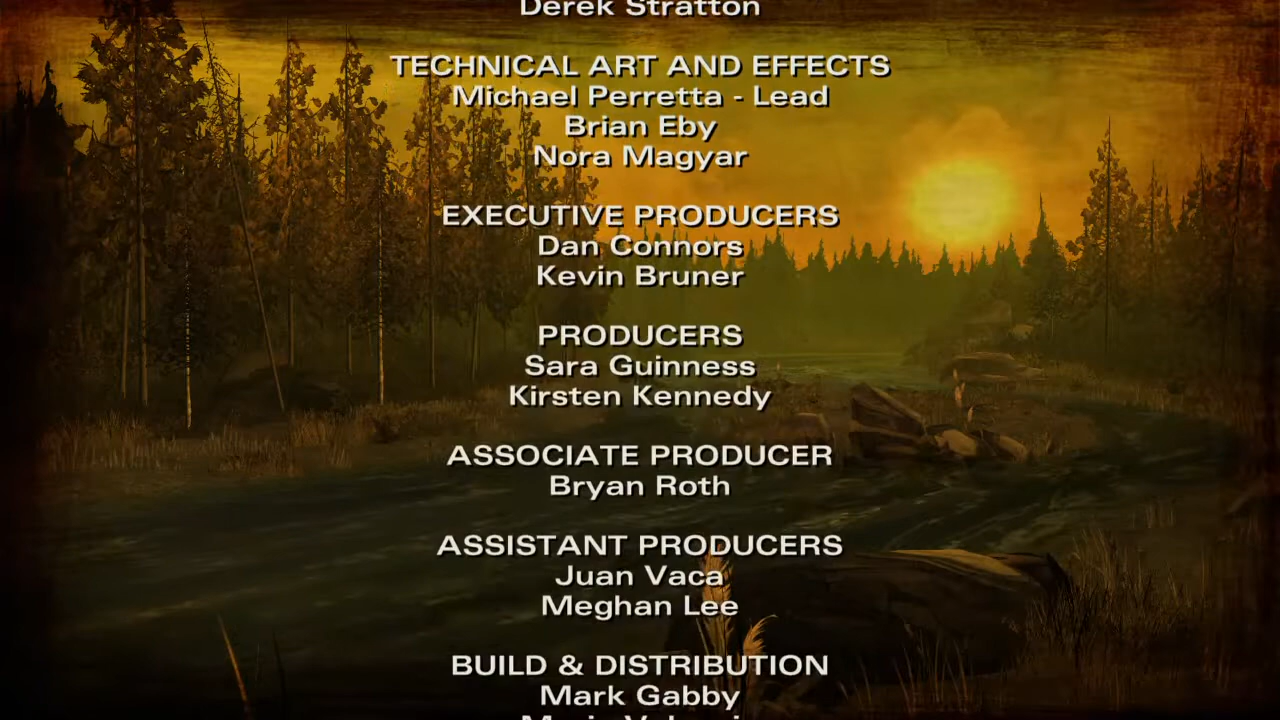 Derek Stratton
TECHNICAL ART AND EFFECTS
Michael Perretta - Lead
Brian Eby
Nora Magyar
EXECUTIVE PRODUCERS
Dan Connors
Kevin Bruner
PRODUCERS
Sara Guinness
Kirsten Kennedy
ASSOCIATE PRODUCER
Bryan Roth
ASSISTANT PRODUCERS
Juan Vaca
Meghan Lee
BUILD & DISTRIBUTION
Mark Gabby